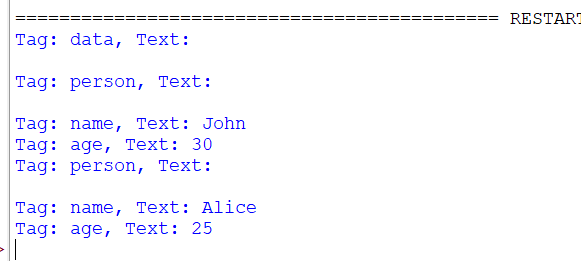 ============================================ RESTART
Tag: data, Text:
Tag: person, Text:
Tag: name, Text: John
Tag: age, Text: 30
Tag: person, Text:
Tag: name, Text: Alice
Tag: age, Text: 25
>